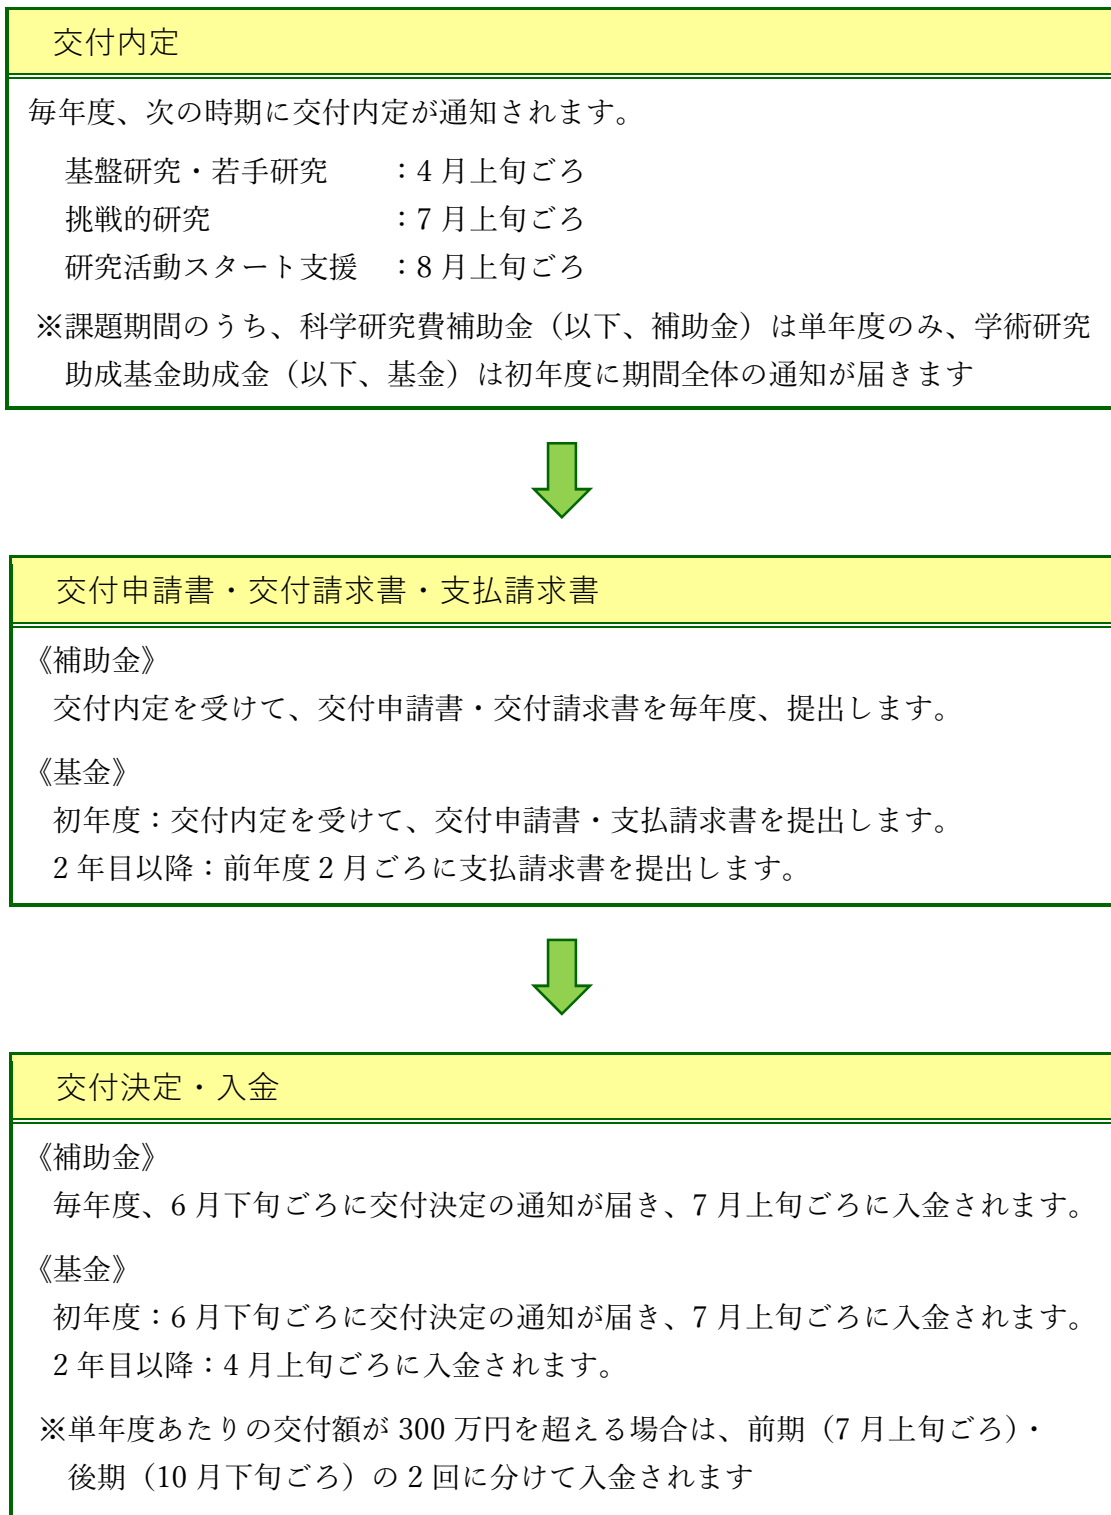 交付内定
毎年度、次の時期に交付内定が通知されます。
基盤研究・若手研究　　：4 月上旬ごろ
挑戦的研究　　　　　　：7 月上旬ごろ
研究活動スタート支援　：8 月上旬ごろ
※課題期間のうち、科学研究費補助金（以下、補助金）は単年度のみ、学術研究
助成基金助成金（以下、基金）は初年度に期間全体の通知が届きます
交付申請書・交付請求書・支払請求書
《補助金》
交付内定を受けて、交付申請書・交付請求書を毎年度、提出します。
《基金》
初年度：交付内定を受けて、交付申請書・支払請求書を提出します。
2 年目以降：前年度 2 月ごろに支払請求書を提出します。
交付決定・入金
《補助金》
毎年度、6 月下旬ごろに交付決定の通知が届き、7 月上旬ごろに入金されます。
《基金》
初年度：6 月下旬ごろに交付決定の通知が届き、7 月上旬ごろに入金されます。
2 年目以降：4 月上旬ごろに入金されます。
※単年度あたりの交付額が 300 万円を超える場合は、前期（7 月上旬ごろ）・
後期（10 月下旬ごろ）の 2 回に分けて入金されます